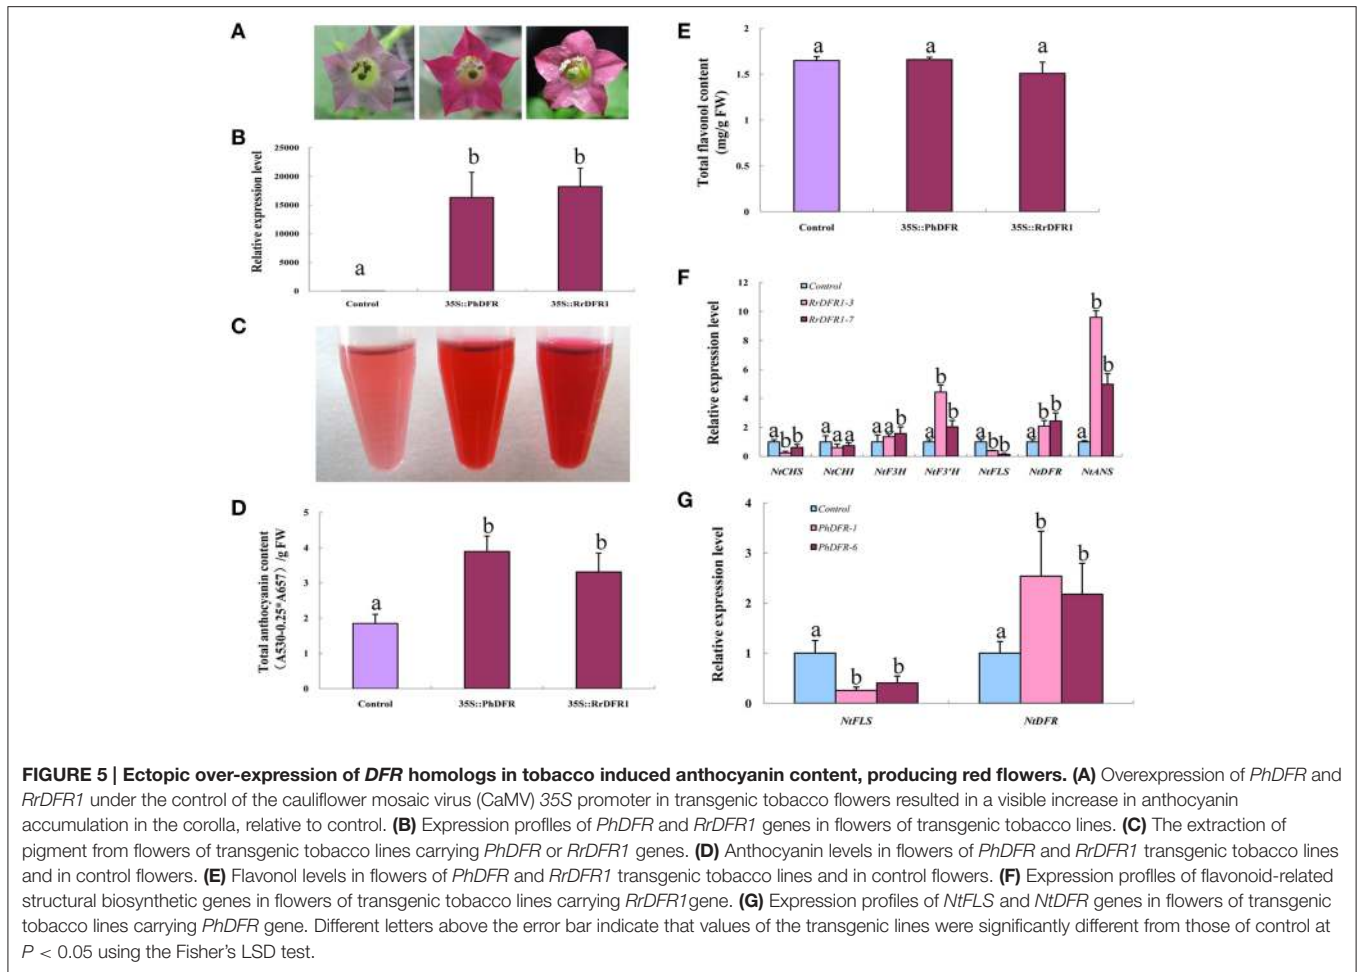 A
B
Relative expression level
25000
20000
15000
10000
5000
0
a
b
b
Control
35S::PhDFR
35S::RrDFR1
C
D
Total anthocyanin content
(A530-0.25*A657) /g FW
5
4
3
2
1
0
a
b
b
Control
35S::PhDFR
35S::RrDFR1
E
Total flavonol content
(mg/g FW)
2
1.5
1
0.5
0
a
a
a
Control
35S::PhDFR
35S::RrDFR1
F
Relative expression level
12
10
8
6
4
2
0
Control
RrDFR1-3
RrDFR1-7
a b b
a a a
a a b
a b b
a b b
a b b
a b b
NtCHS
NtCHI
NtF3H
NtF3'H
NtFLS
NtDFR
NtANS
G
Relative expression level
4
3
2
1
0
Control
PhDFR-1
PhDFR-6
a b b
a b b
NtFLS
NtDFR
FIGURE 5 | Ectopic over-expression of DFR homologs in tobacco induced anthocyanin content, producing red flowers. (A) Overexpression of PhDFR and
RrDFR1 under the control of the cauliflower mosaic virus (CaMV) 35S promoter in transgenic tobacco flowers resulted in a visible increase in anthocyanin
accumulation in the corolla, relative to control. (B) Expression profiles of PhDFR and RrDFR1 genes in flowers of transgenic tobacco lines. (C) The extraction of
pigment from flowers of transgenic tobacco lines carrying PhDFR or RrDFR1 genes. (D) Anthocyanin levels in flowers of PhDFR and RrDFR1 transgenic tobacco lines
and in control flowers. (E) Flavonol levels in flowers of PhDFR and RrDFR1 transgenic tobacco lines and in control flowers. (F) Expression profiles of flavonoid-related
structural biosynthetic genes in flowers of transgenic tobacco lines carrying RrDFR1gene. (G) Expression profiles of NtFLS and NtDFR genes in flowers of transgenic
tobacco lines carrying PhDFR gene. Different letters above the error bar indicate that values of the transgenic lines were significantly different from those of control at
P < 0.05 using the Fisher's LSD test.